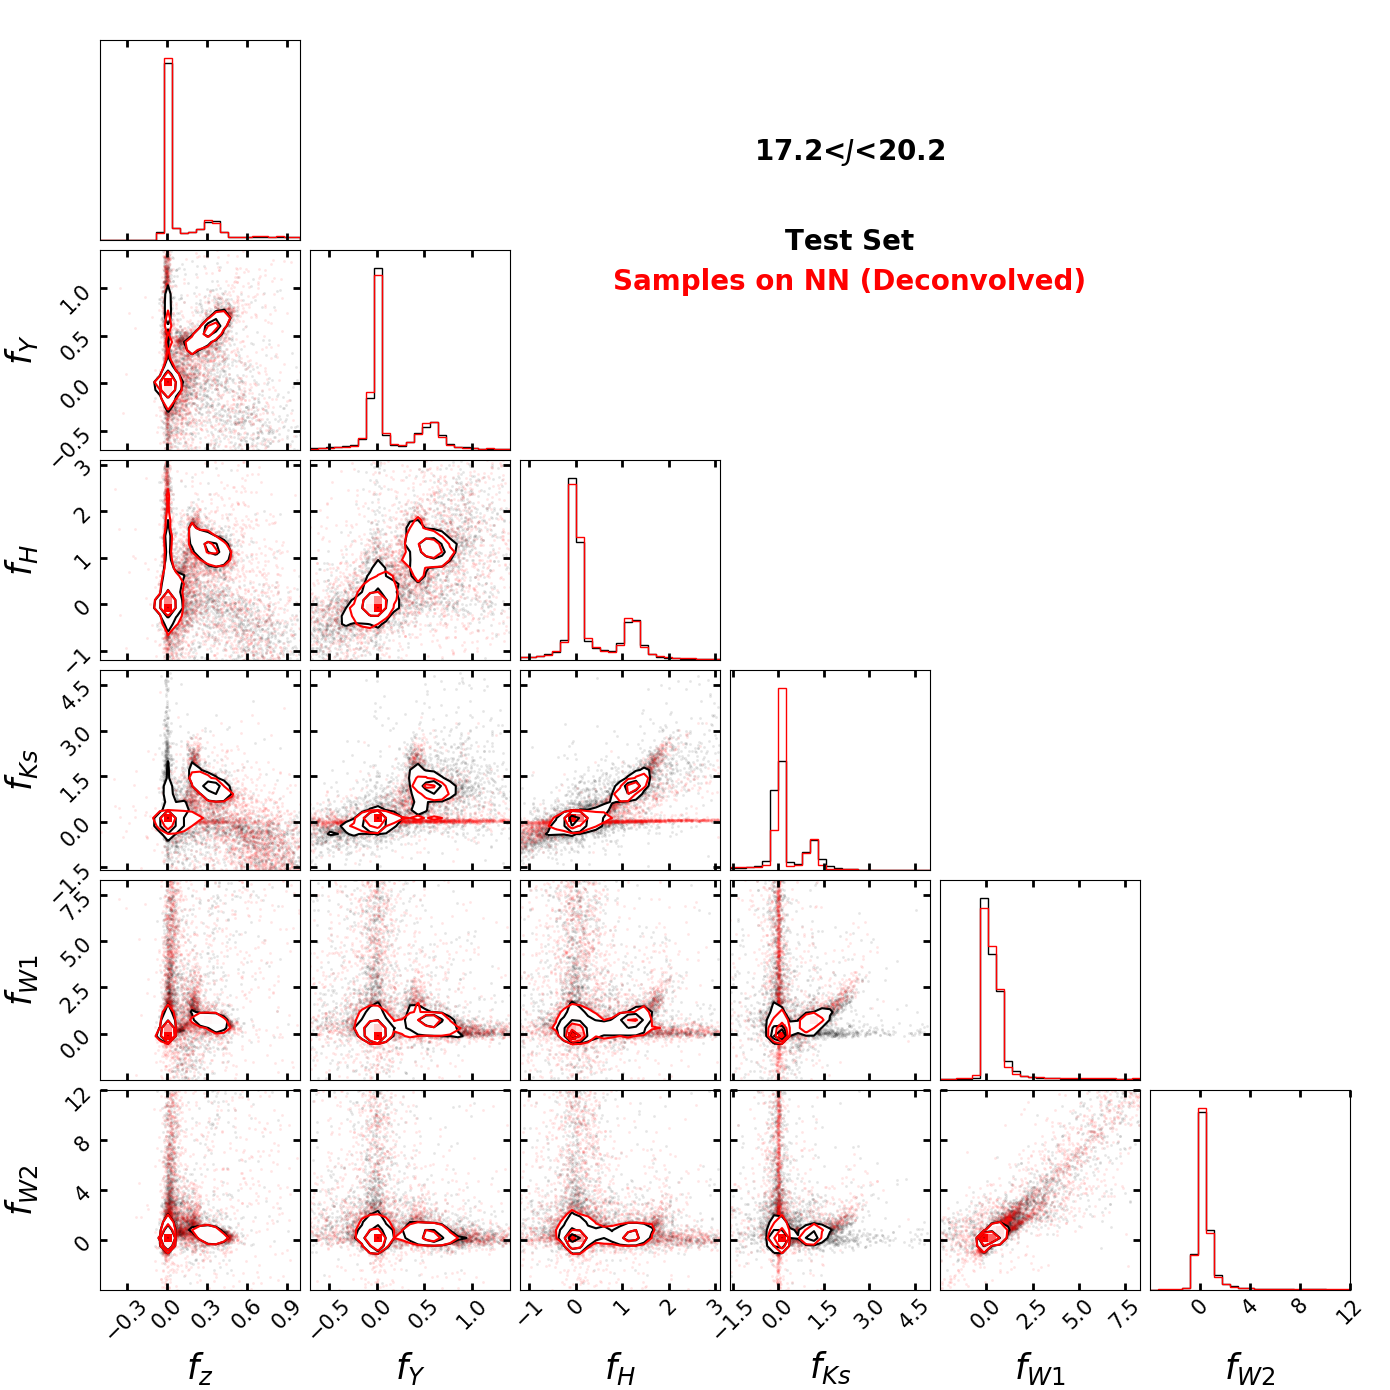 17.2<J<20.2
Test Set
Samples on NN (Deconvolved)
f_Y
1.0
0.5
0.0
−0.5
f_H
3
2
1
0
−1
f_Ks
4.5
3.0
1.5
0.0
−1.5
f_W1
7.5
5.0
2.5
0.0
f_W2
12
8
4
0
−0.3 0.0 0.3 0.6 0.9 −0.5 0.0 0.5 1.0 −1 0 1 2 3 −1.5 0.0 1.5 3.0 4.5 0.0 2.5 5.0 7.5 0 4 8 12
f_z f_Y f_H f_Ks f_W1 f_W2